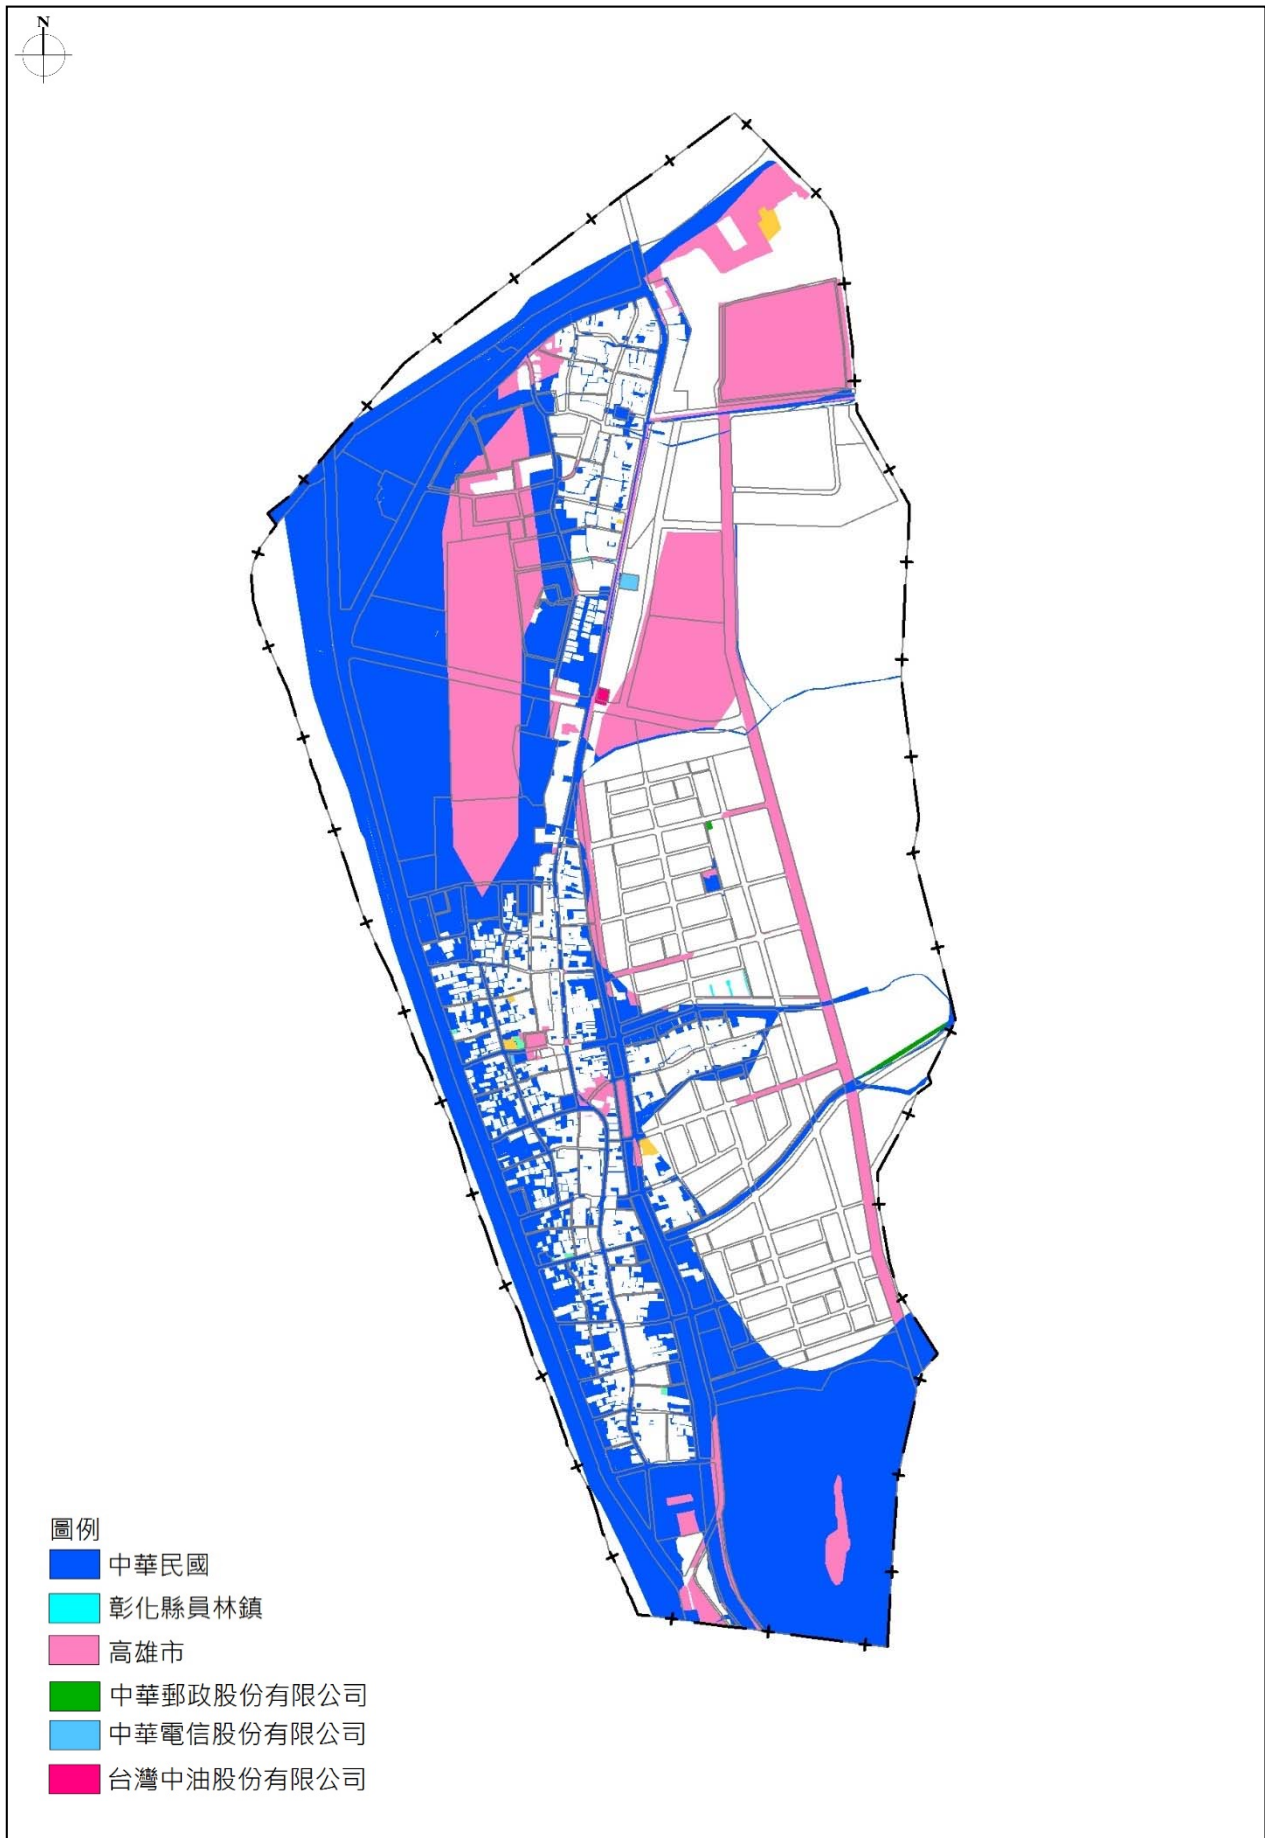 N
圖例
中華民國
彰化縣員林鎮
高雄市
中華郵政股份有限公司
中華電信股份有限公司
台灣中油股份有限公司